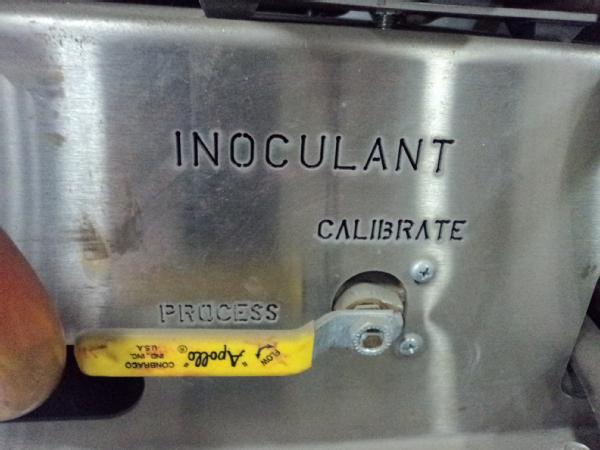 INOCULANT
CALIBRATE
PROCESS
FLOW
"Apollo"®
CONBRACO
IND., INC.
U.S.A.